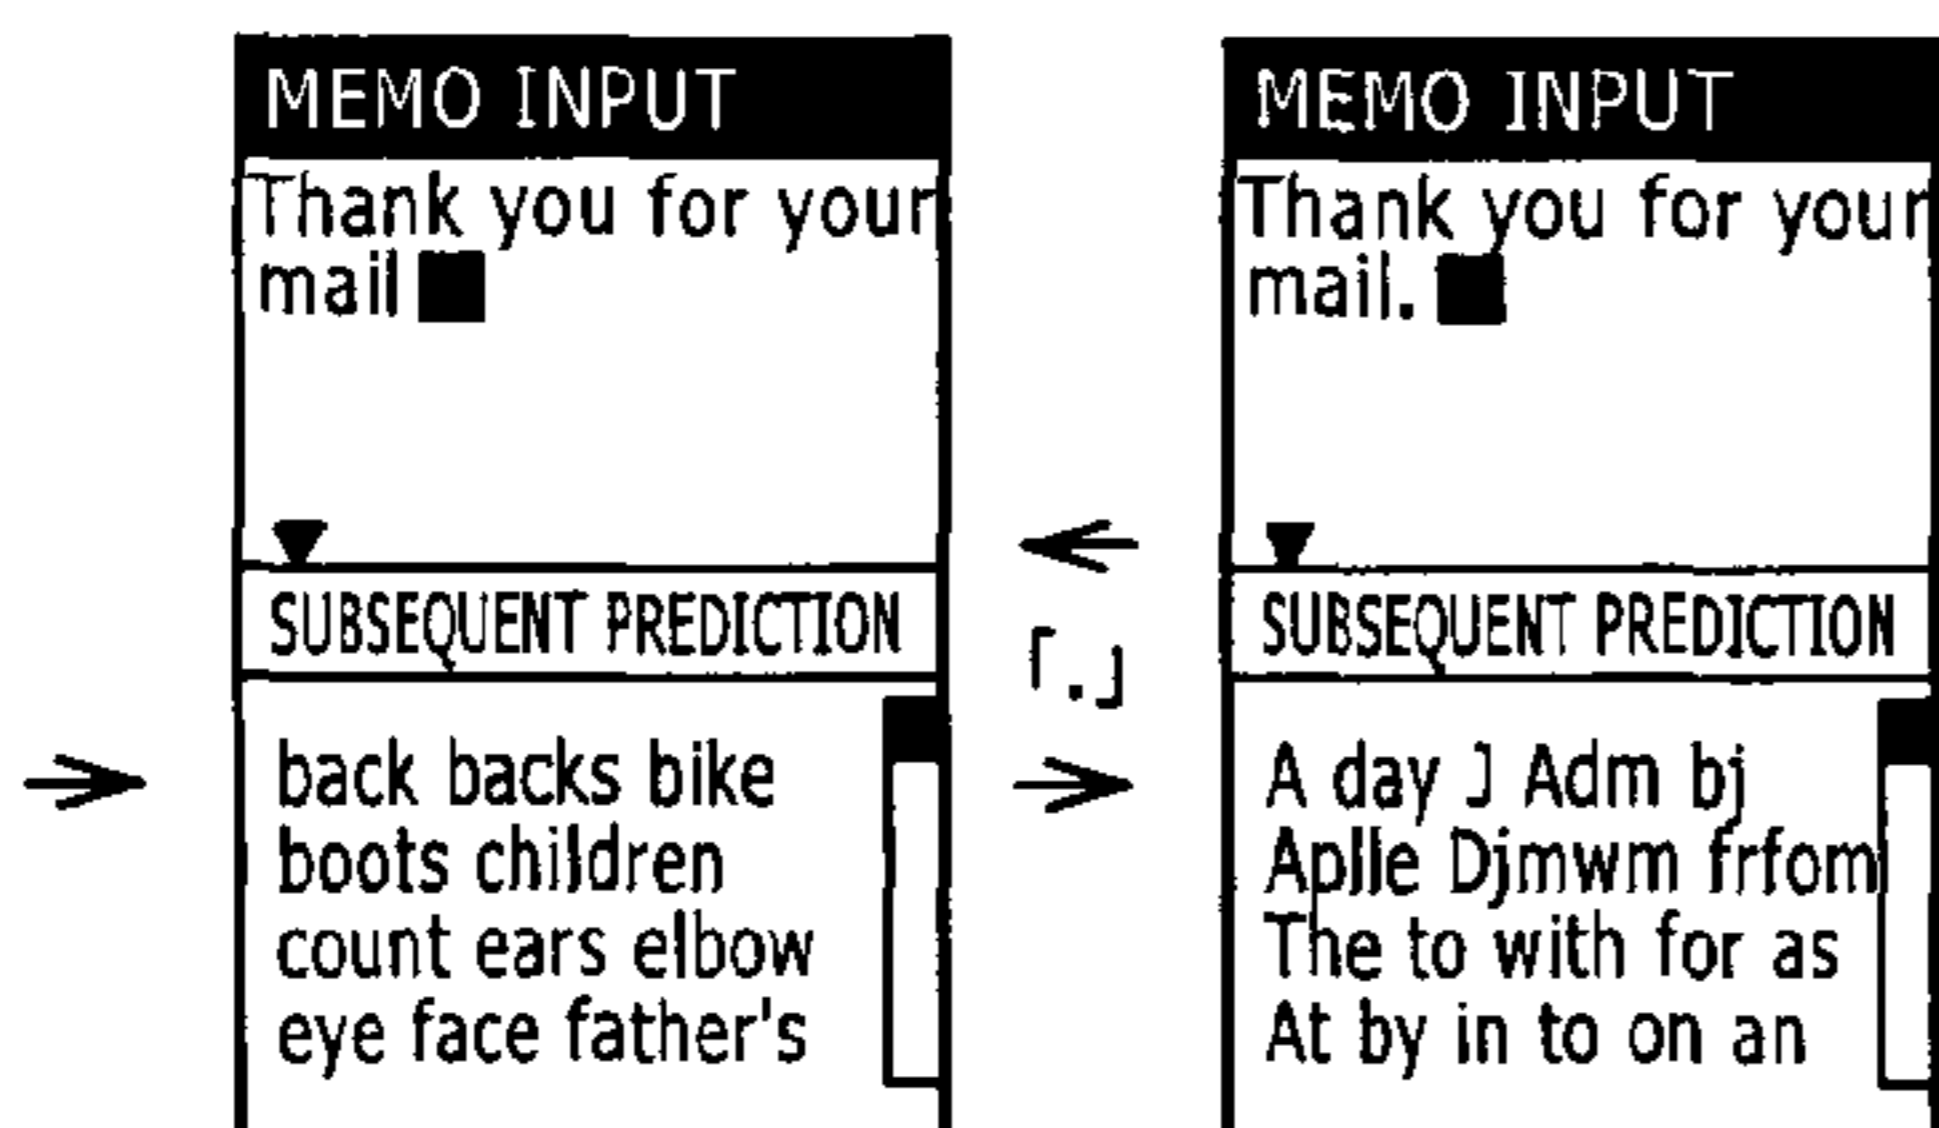 MEMO INPUT
Thank you for your
mail
SUBSEQUENT PREDICTION
back backs bike
boots children
count ears elbow
eye face father's
「.」
MEMO INPUT
Thank you for your
mail.
SUBSEQUENT PREDICTION
A day J Adm bj
Aplle Djmwm frfom
The to with for as
At by in to on an